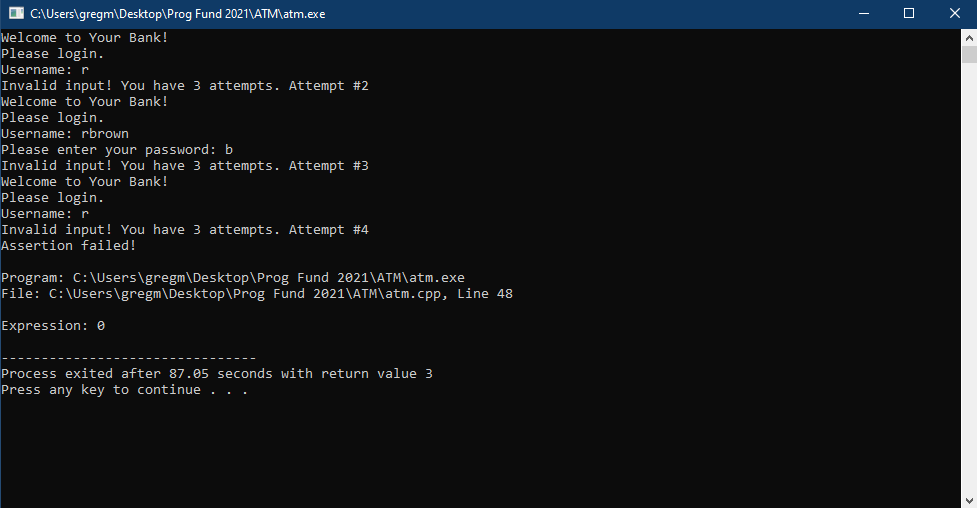 C:\Users\gregm\Desktop\Prog Fund 2021\ATM\atm.exe
Welcome to Your Bank!
Please login.
Username: r
Invalid input! You have 3 attempts. Attempt #2
Welcome to Your Bank!
Please login.
Username: rbrown
Please enter your password: b
Invalid input! You have 3 attempts. Attempt #3
Welcome to Your Bank!
Please login.
Username: r
Invalid input! You have 3 attempts. Attempt #4
Assertion failed!
Program: C:\Users\gregm\Desktop\Prog Fund 2021\ATM\atm.exe
File: C:\Users\gregm\Desktop\Prog Fund 2021\ATM\atm.cpp, Line 48
Expression: 0
--------------------------------
Process exited after 87.05 seconds with return value 3
Press any key to continue . . .